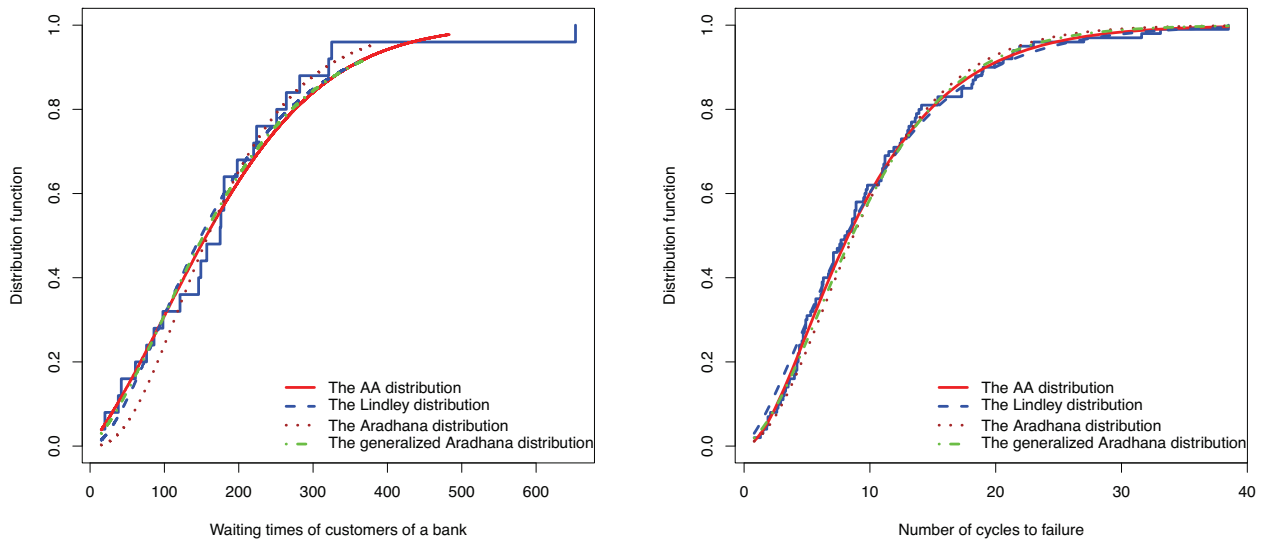 Distribution function
0.0 0.2 0.4 0.6 0.8 1.0
The AA distribution
The Lindley distribution
The Aradhana distribution
The generalized Aradhana distribution
0 100 200 300 400 500 600
Waiting times of customers of a bank
Distribution function
0.0 0.2 0.4 0.6 0.8 1.0
The AA distribution
The Lindley distribution
The Aradhana distribution
The generalized Aradhana distribution
0 10 20 30 40
Number of cycles to failure